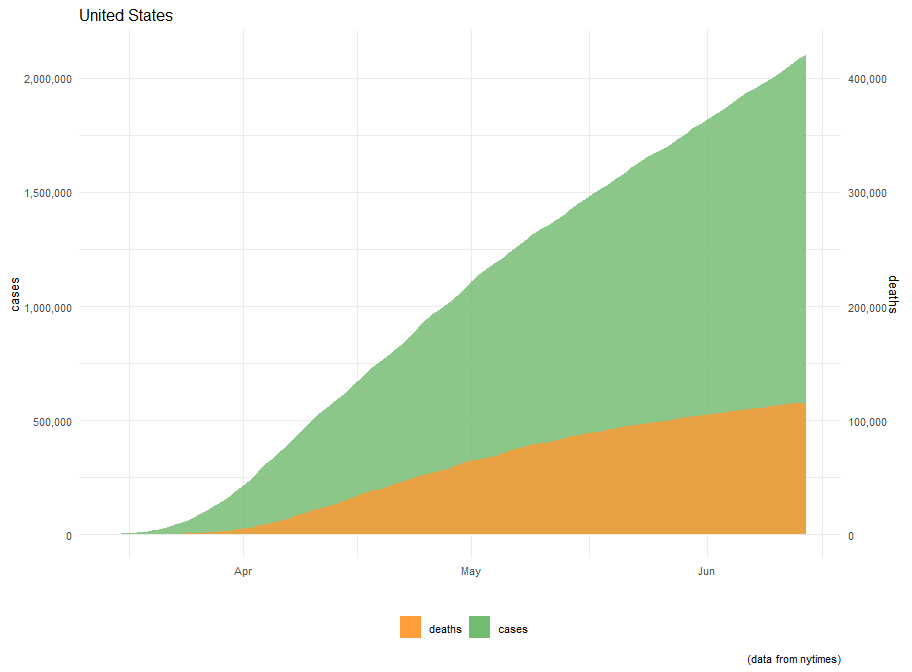 United States
2,000,000
1,500,000
1,000,000
500,000
0
cases
400,000
300,000
200,000
100,000
0
deaths
Apr May Jun
deaths cases
(data from nytimes)